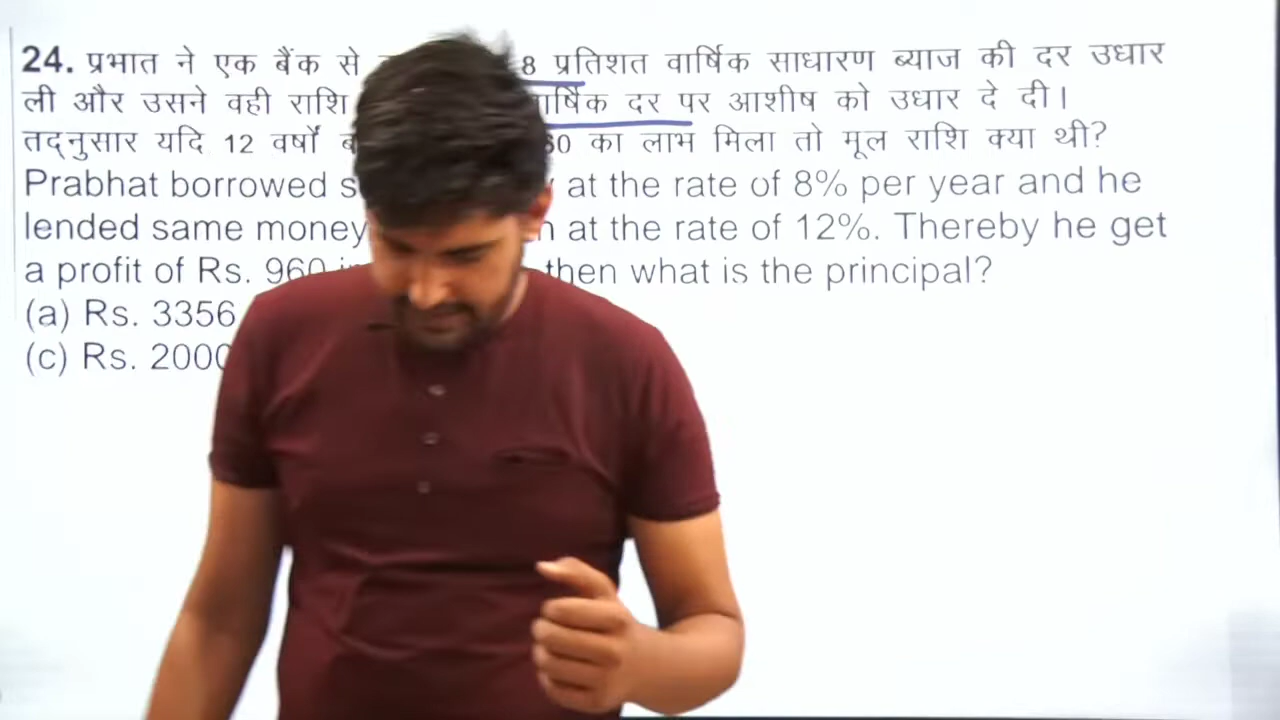 24. प्रभात ने एक बैंक से 8 प्रतिशत वार्षिक साधारण ब्याज की दर उधार
ली और उसने वही राशि दर पर आशीष को उधार दे दी।
तद्नुसार यदि 12 वर्षों का लाभ मिला तो मूल राशि क्या थी?
Prabhat borrowed at the rate of 8% per year and he
lended same money at the rate of 12%. Thereby he get
a profit of Rs. 960 then what is the principal?
(a) Rs. 3356
(c) Rs. 2000